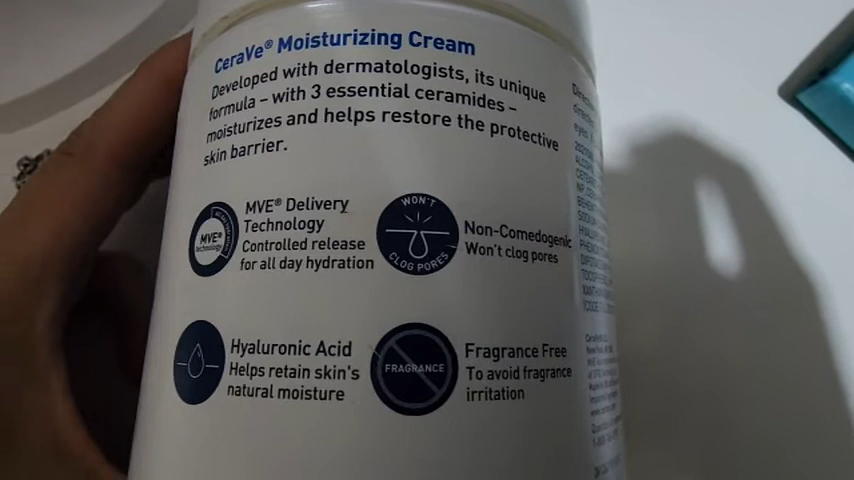 CeraVe® Moisturizing Cream
Developed with dermatologists, its unique
formula – with 3 essential ceramides –
moisturizes and helps restore the protective
skin barrier.
MVE®
Technology
MVE® Delivery
Technology
Controlled release
for all day hydration
WON'T
CLOG PORES
Non-Comedogenic
Won't clog pores
Hyaluronic Acid
Helps retain skin's
natural moisture
FRAGRANCE
Fragrance Free
To avoid fragrance
irritation